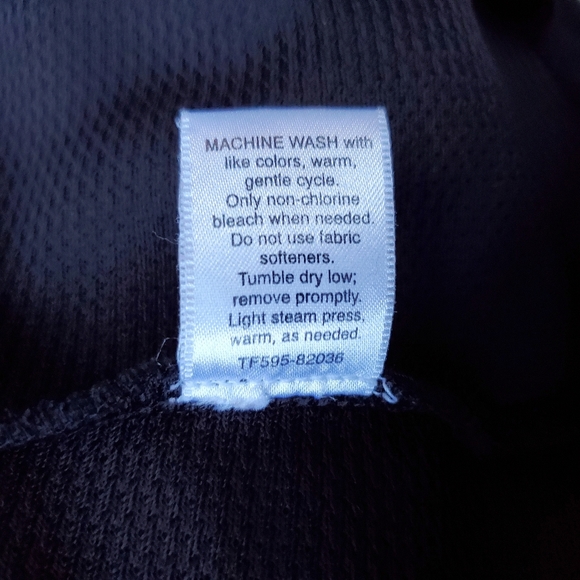 MACHINE WASH with
like colors, warm,
gentle cycle.
Only non-chlorine
bleach when needed.
Do not use fabric
softeners.
Tumble dry low;
remove promptly.
Light steam press,
warm, as needed.
TF595-82036